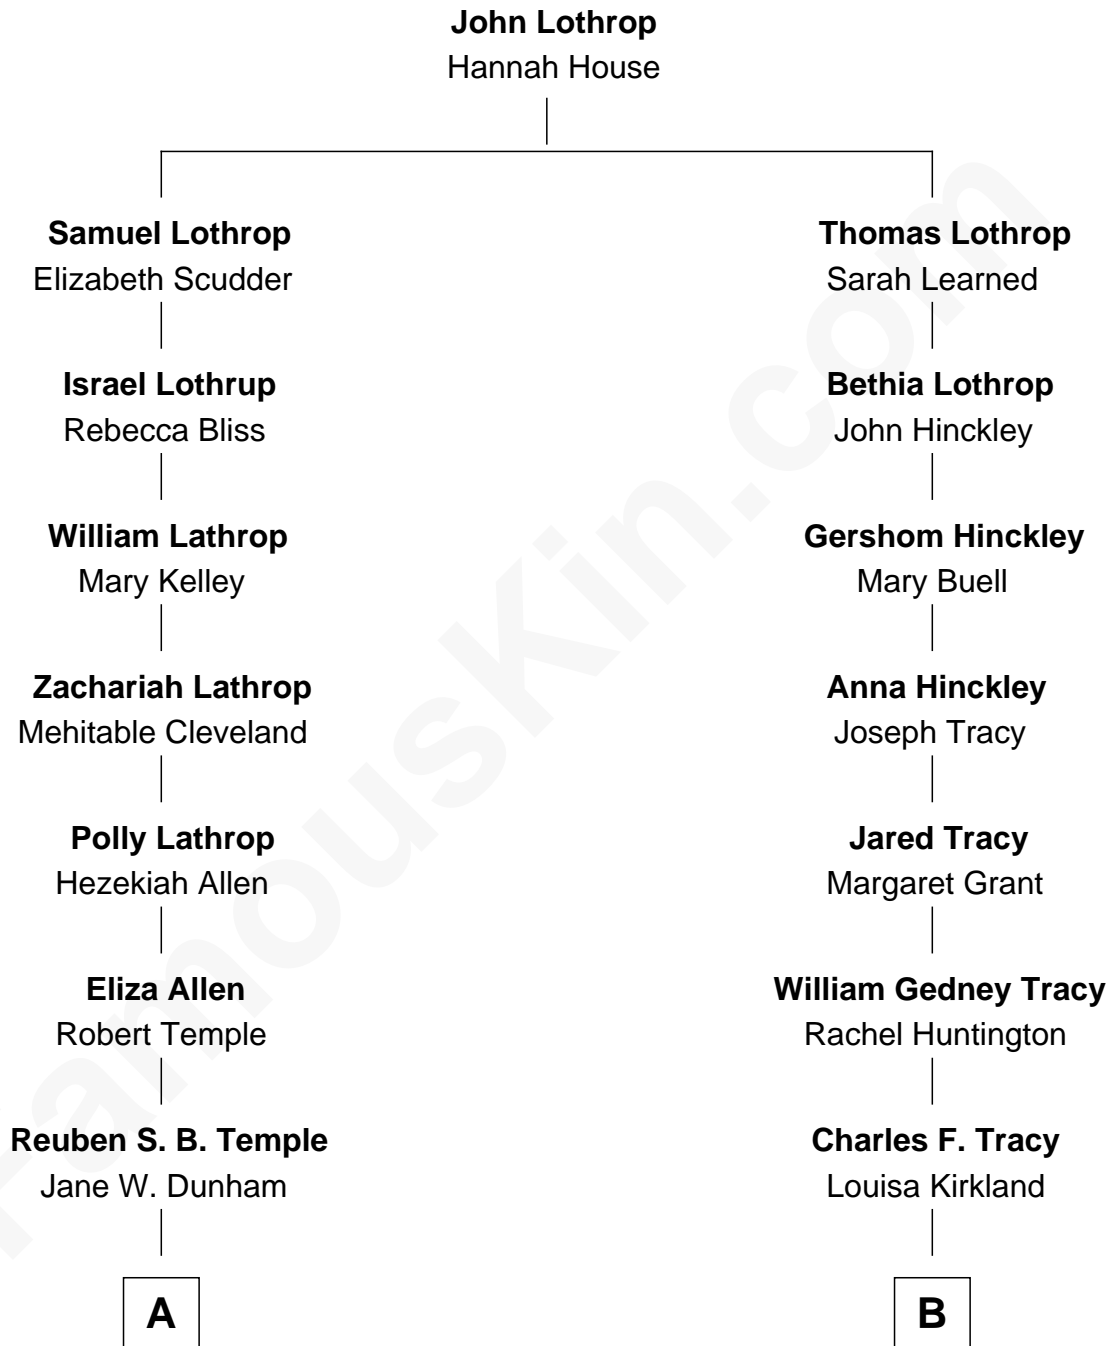 John Lothrop
Hannah House
Samuel Lothrop
Elizabeth Scudder
Thomas Lothrop
Sarah Learned
Israel Lothrup
Rebecca Bliss
Bethia Lothrop
John Hinckley
William Lathrop
Mary Kelley
Gershom Hinckley
Mary Buell
Zachariah Lathrop
Mehitable Cleveland
Anna Hinckley
Joseph Tracy
Polly Lathrop
Hezekiah Allen
Jared Tracy
Margaret Grant
Eliza Allen
Robert Temple
William Gedney Tracy
Rachel Huntington
Reuben S. B. Temple
Jane W. Dunham
Charles F. Tracy
Louisa Kirkland
A
B
FamousKin.com